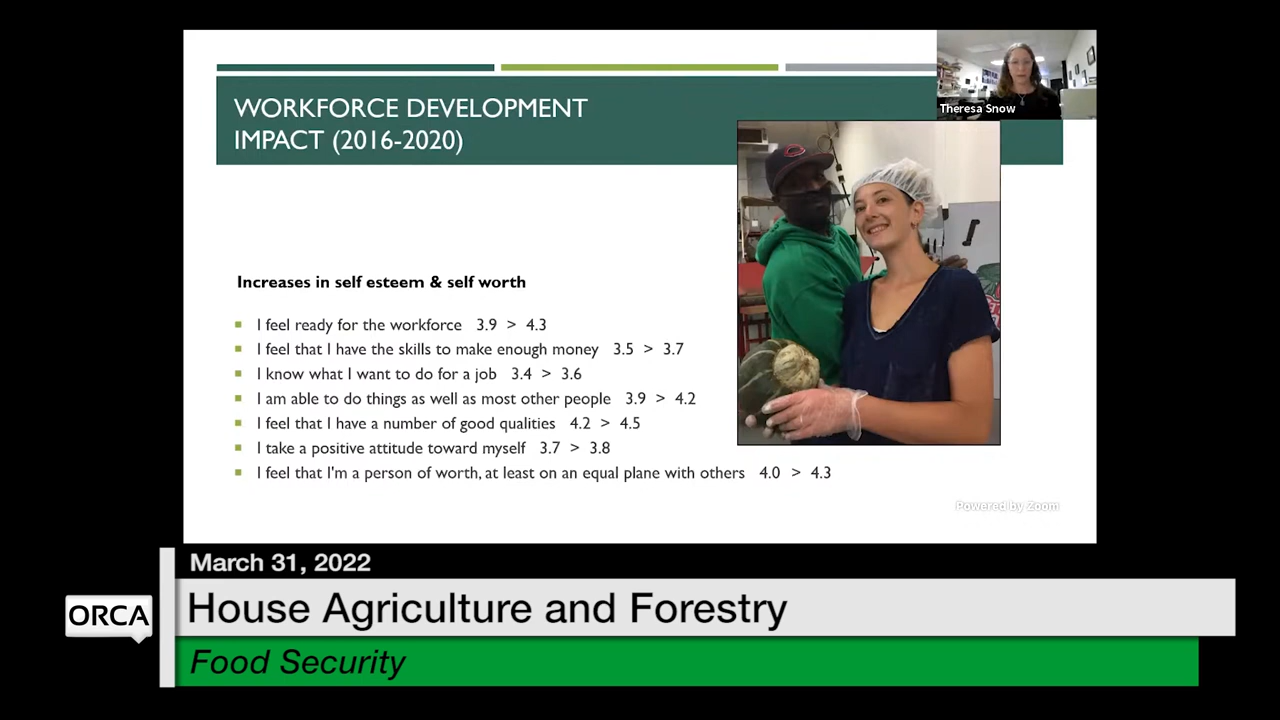 WORKFORCE DEVELOPMENT
IMPACT (2016-2020)
Theresa Snow
Increases in self esteem & self worth
I feel ready for the workforce 3.9 > 4.3
I feel that I have the skills to make enough money 3.5 > 3.7
I know what I want to do for a job 3.4 > 3.6
I am able to do things as well as most other people 3.9 > 4.2
I feel that I have a number of good qualities 4.2 > 4.5
I take a positive attitude toward myself 3.7 > 3.8
I feel that I'm a person of worth, at least on an equal plane with others 4.0 > 4.3
Powered by Zoom
March 31, 2022
ORCA
House Agriculture and Forestry
Food Security